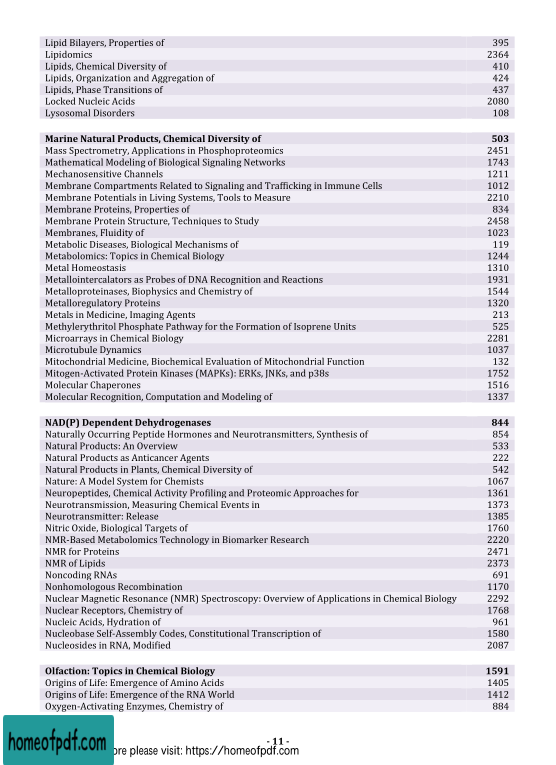 Lipid Bilayers, Properties of 395
Lipidomics 2364
Lipids, Chemical Diversity of 410
Lipids, Organization and Aggregation of 424
Lipids, Phase Transitions of 437
Locked Nucleic Acids 2080
Lysosomal Disorders 108
Marine Natural Products, Chemical Diversity of 503
Mass Spectrometry, Applications in Phosphoproteomics 2451
Mathematical Modeling of Biological Signaling Networks 1743
Mechanosensitive Channels 1211
Membrane Compartments Related to Signaling and Trafficking in Immune Cells 1012
Membrane Potentials in Living Systems, Tools to Measure 2210
Membrane Proteins, Properties of 834
Membrane Protein Structure, Techniques to Study 2458
Membranes, Fluidity of 1023
Metabolic Diseases, Biological Mechanisms of 119
Metabolomics: Topics in Chemical Biology 1244
Metal Homeostasis 1310
Metallointercalators as Probes of DNA Recognition and Reactions 1931
Metalloproteinases, Biophysics and Chemistry of 1544
Metalloregulatory Proteins 1320
Metals in Medicine, Imaging Agents 213
Methylerythritol Phosphate Pathway for the Formation of Isoprene Units 525
Microarrays in Chemical Biology 2281
Microtubule Dynamics 1037
Mitochondrial Medicine, Biochemical Evaluation of Mitochondrial Function 132
Mitogen-Activated Protein Kinases (MAPKs): ERKs, JNKs, and p38s 1752
Molecular Chaperones 1516
Molecular Recognition, Computation and Modeling of 1337
NAD(P) Dependent Dehydrogenases 844
Naturally Occurring Peptide Hormones and Neurotransmitters, Synthesis of 854
Natural Products: An Overview 533
Natural Products as Anticancer Agents 222
Natural Products in Plants, Chemical Diversity of 542
Nature: A Model System for Chemists 1067
Neuropeptides, Chemical Activity Profiling and Proteomic Approaches for 1361
Neurotransmission, Measuring Chemical Events in 1373
Neurotransmitter: Release 1385
Nitric Oxide, Biological Targets of 1760
NMR-Based Metabolomics Technology in Biomarker Research 2220
NMR for Proteins 2471
NMR of Lipids 2373
Noncoding RNAs 691
Nonhomologous Recombination 1170
Nuclear Magnetic Resonance (NMR) Spectroscopy: Overview of Applications in Chemical Biology 2292
Nuclear Receptors, Chemistry of 1768
Nucleic Acids, Hydration of 961
Nucleobase Self-Assembly Codes, Constitutional Transcription of 1580
Nucleosides in RNA, Modified 2087
Olfaction: Topics in Chemical Biology 1591
Origins of Life: Emergence of Amino Acids 1405
Origins of Life: Emergence of the RNA World 1412
Oxygen-Activating Enzymes, Chemistry of 884
- 11 -
homeofpdf.com
ore please visit: https://homeofpdf.com